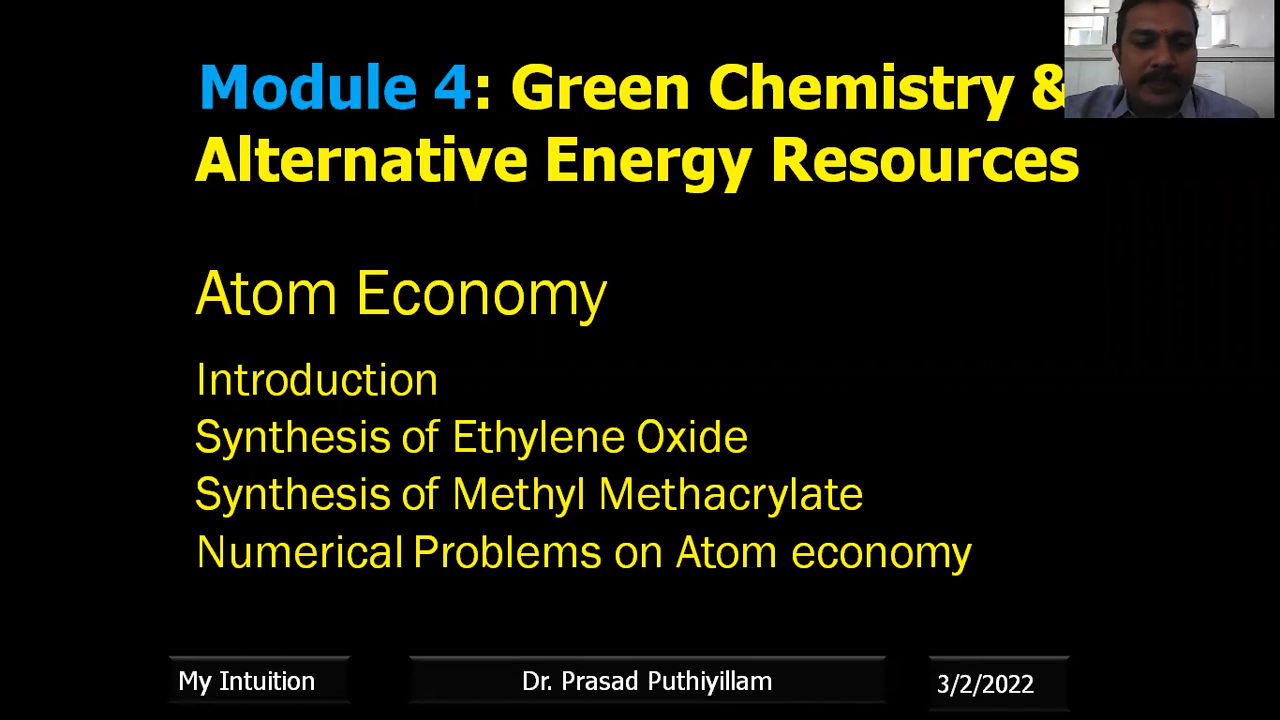 Module 4: Green Chemistry &
Alternative Energy Resources
Atom Economy
Introduction
Synthesis of Ethylene Oxide
Synthesis of Methyl Methacrylate
Numerical Problems on Atom economy
My Intuition
Dr. Prasad Puthiyillam
3/2/2022